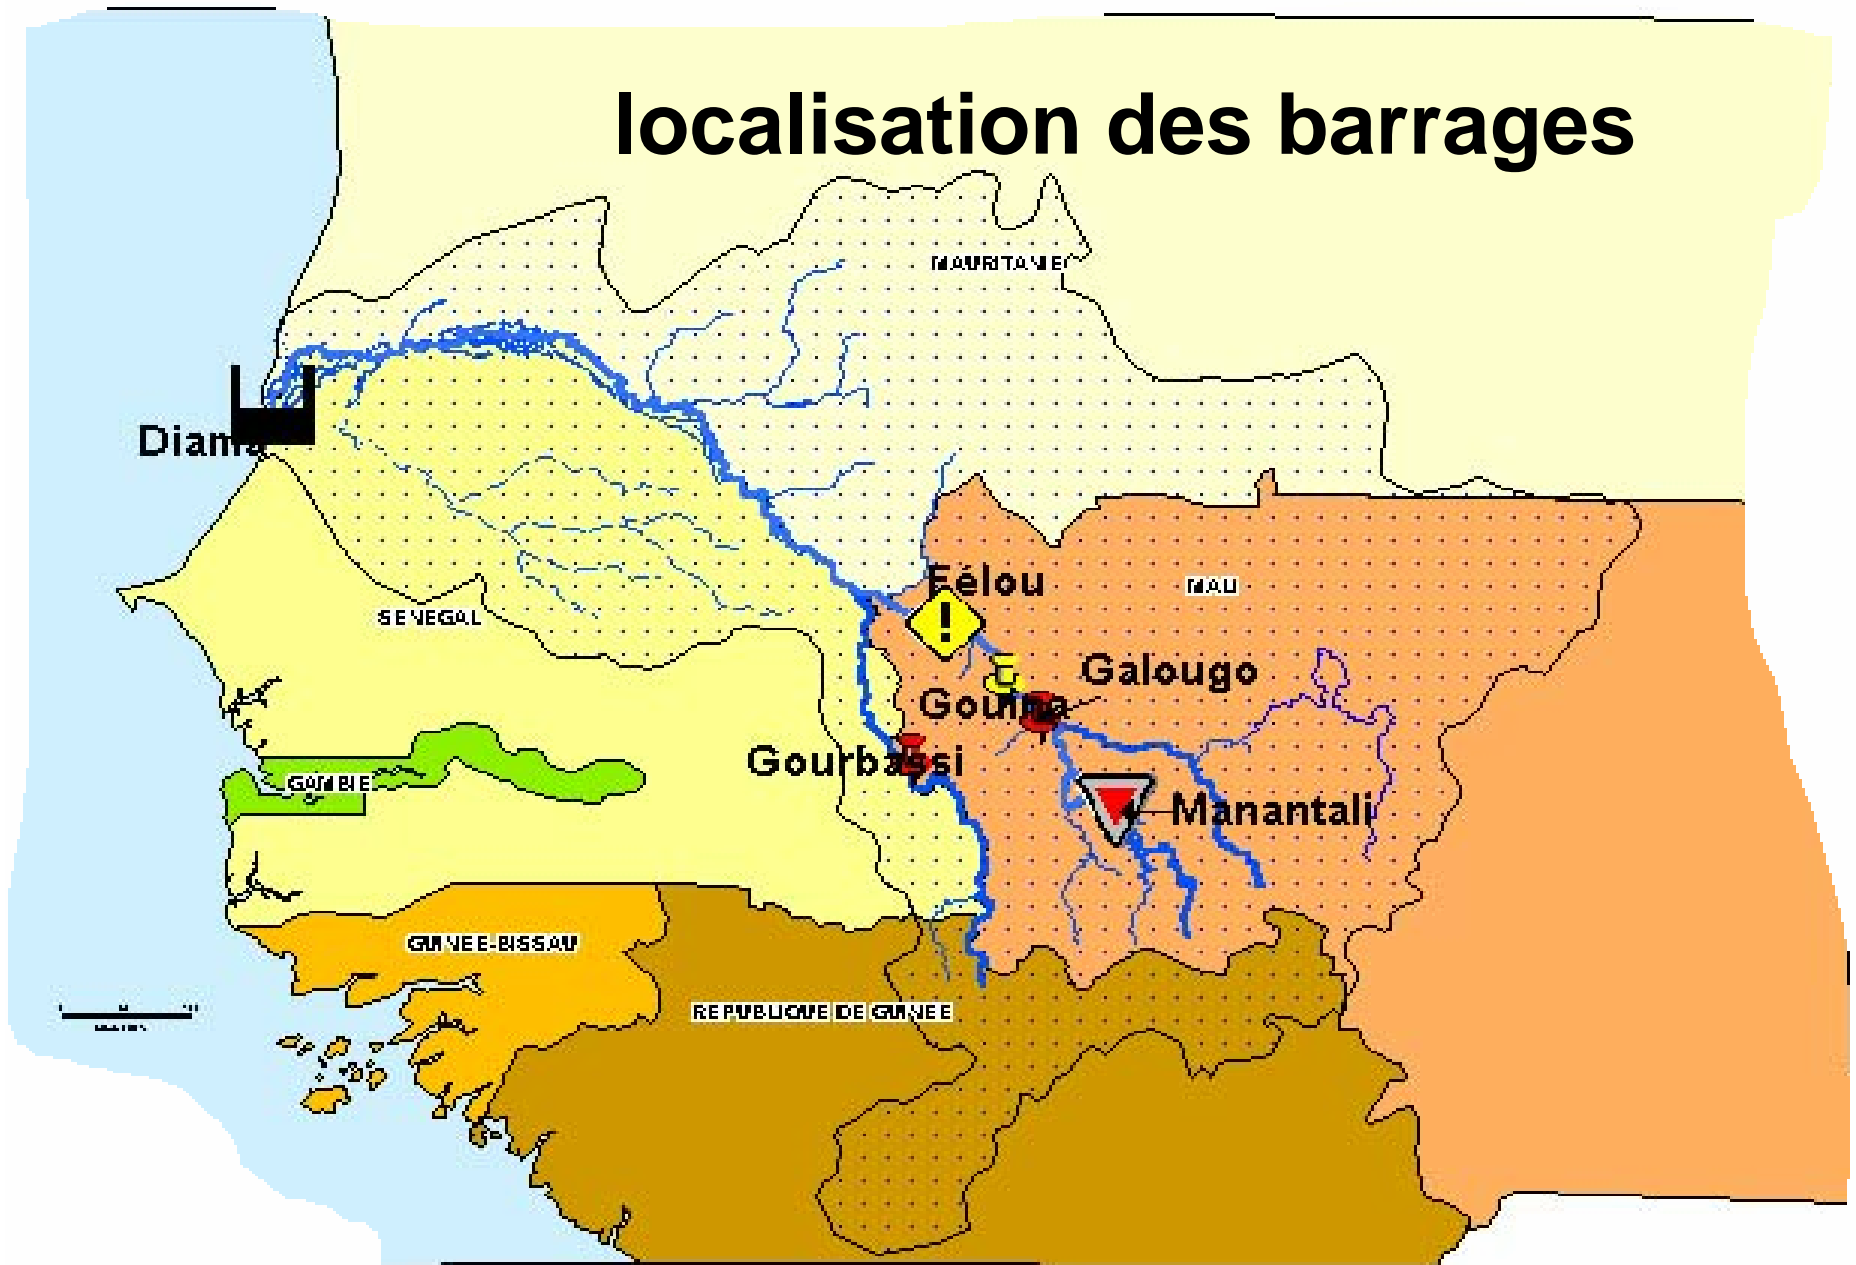 localisation des barrages
MAURITANIE
Diama
Félou
MALI
SENEGAL
Galougo
Gouina
Gourbassi
GAMBIE
Manantali
GUINEE-BISSAU
REPUBLIQUE DE GUINEE